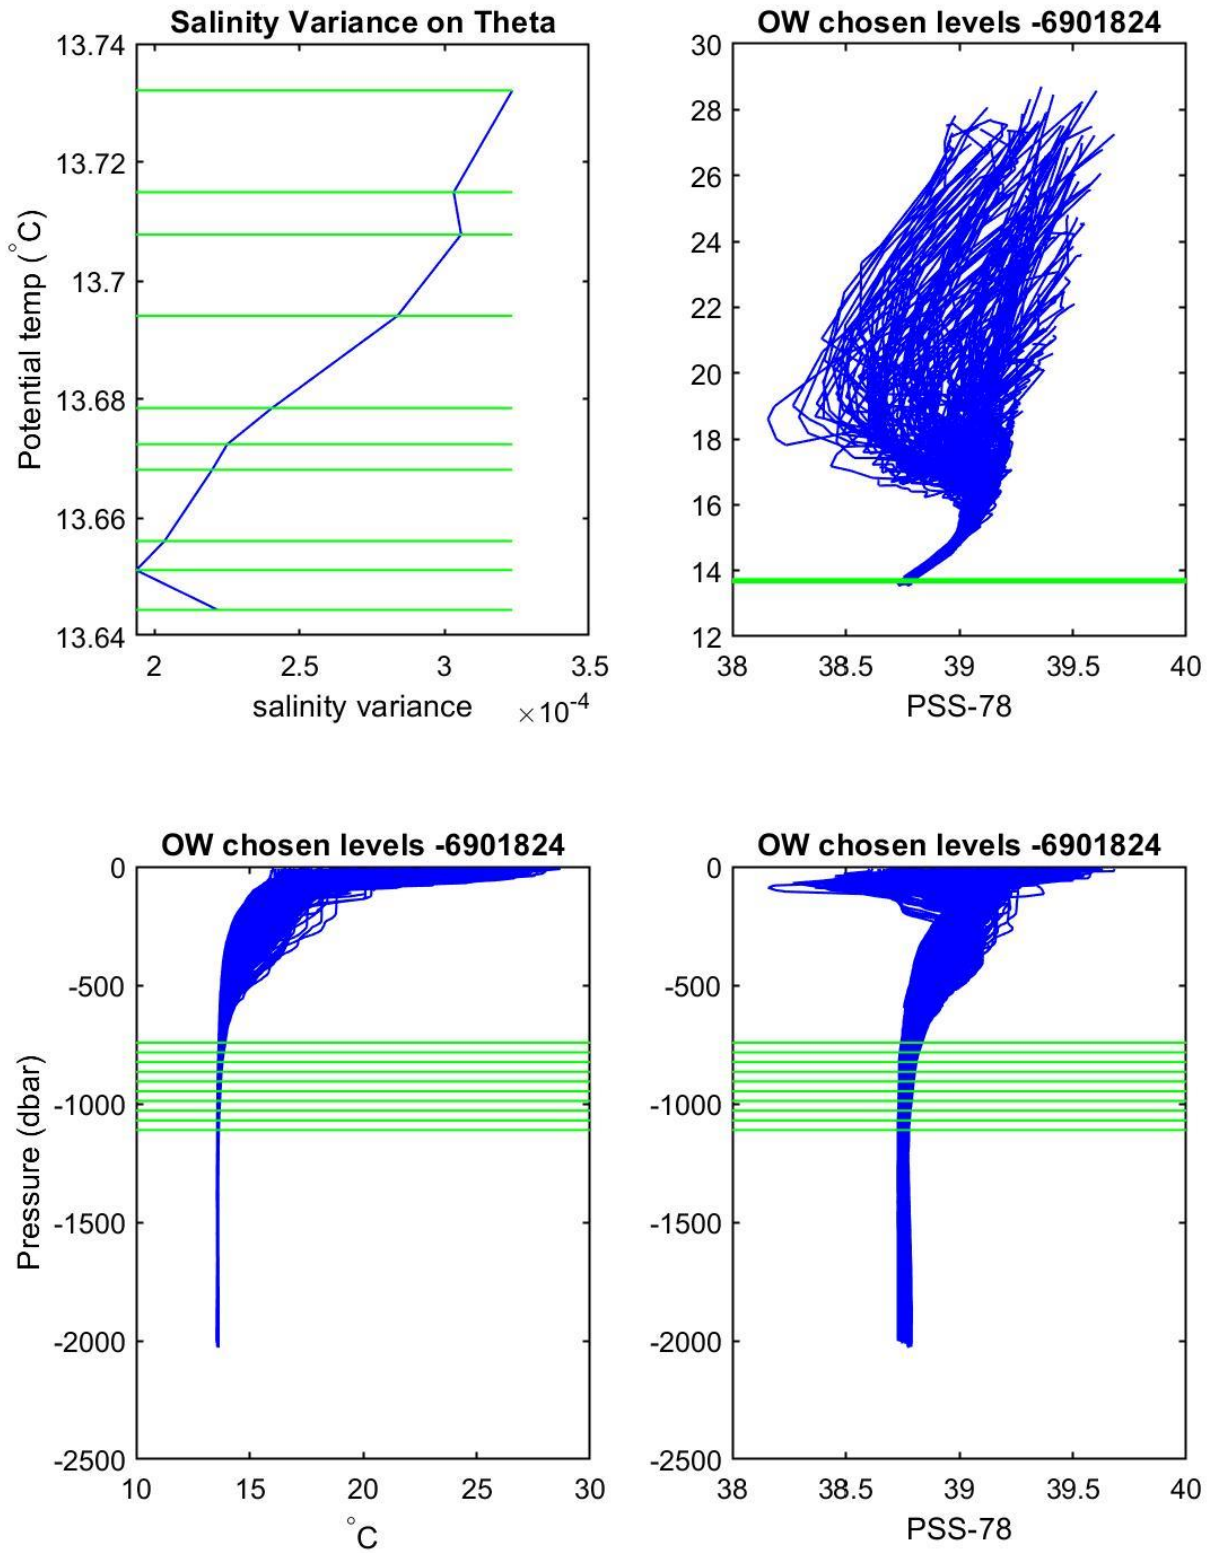 Salinity Variance on Theta
13.74
13.72
13.7
13.68
13.66
13.64
Potential temp (°C)
2 2.5 3 3.5
salinity variance ×10-4
OW chosen levels -6901824
30
28
26
24
22
20
18
16
14
12
38 38.5 39 39.5 40
PSS-78
OW chosen levels -6901824
0
-500
-1000
-1500
-2000
-2500
Pressure (dbar)
10 15 20 25 30
°C
OW chosen levels -6901824
0
-500
-1000
-1500
-2000
-2500
38 38.5 39 39.5 40
PSS-78